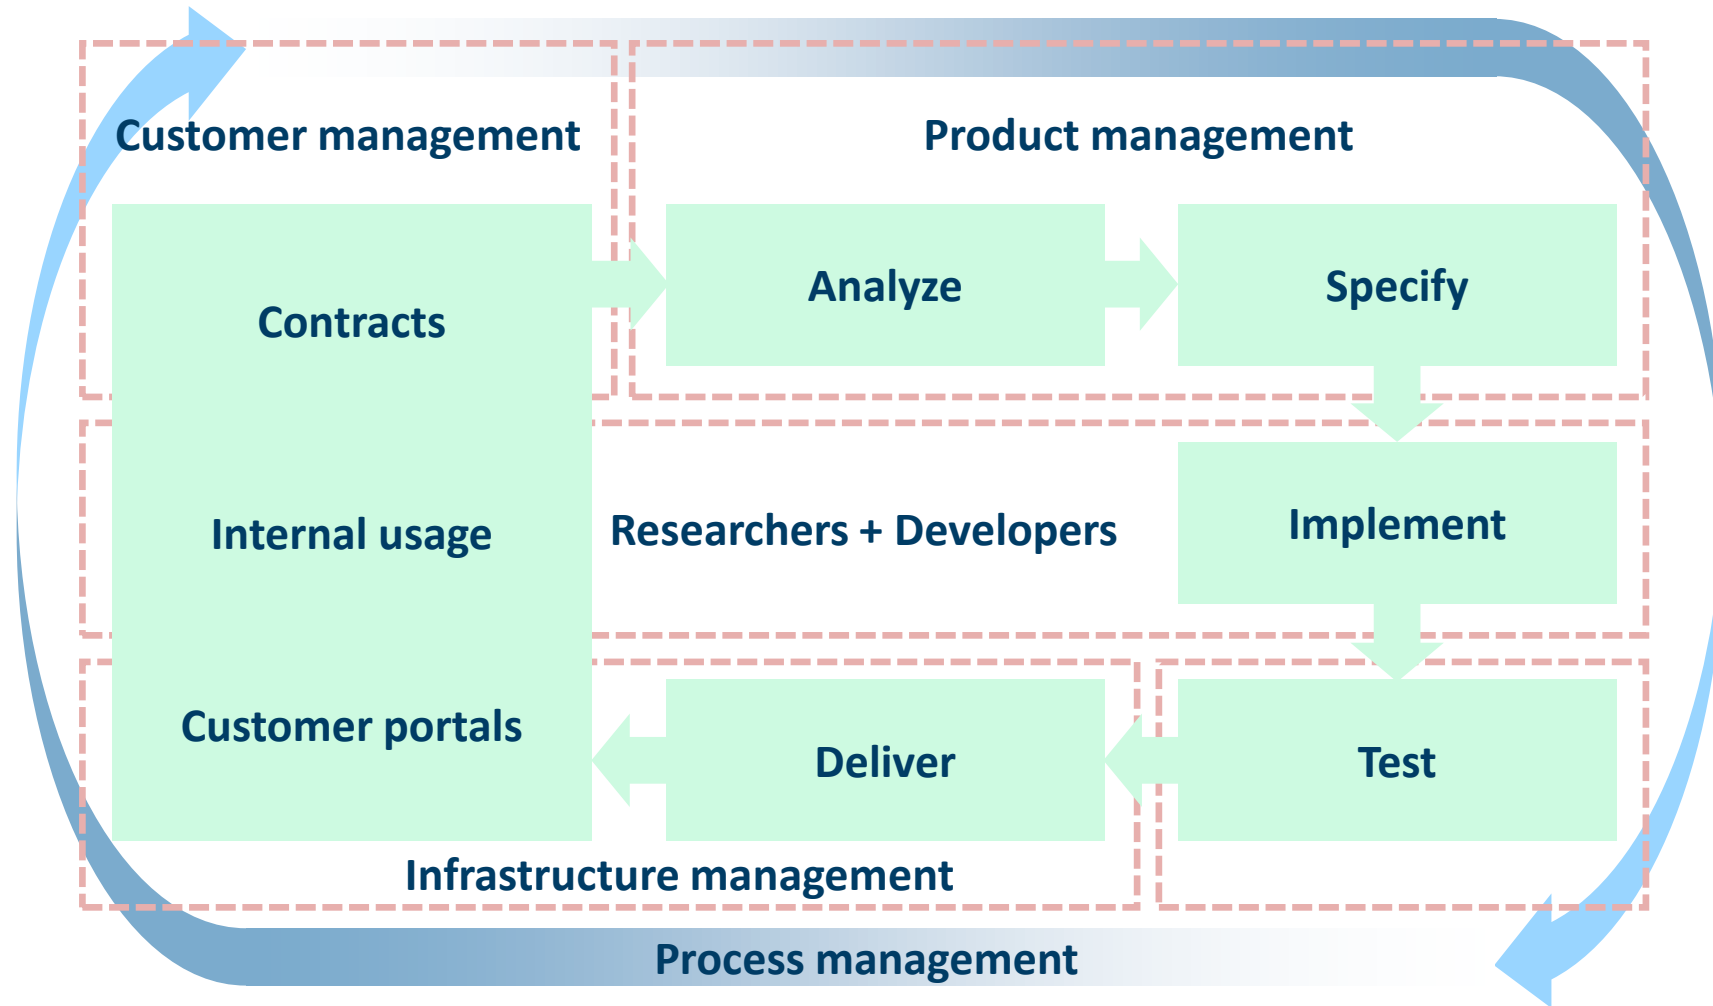 Customer management
Product management
Contracts
Analyze
Specify
Internal usage
Researchers + Developers
Implement
Customer portals
Deliver
Test
Infrastructure management
Process management